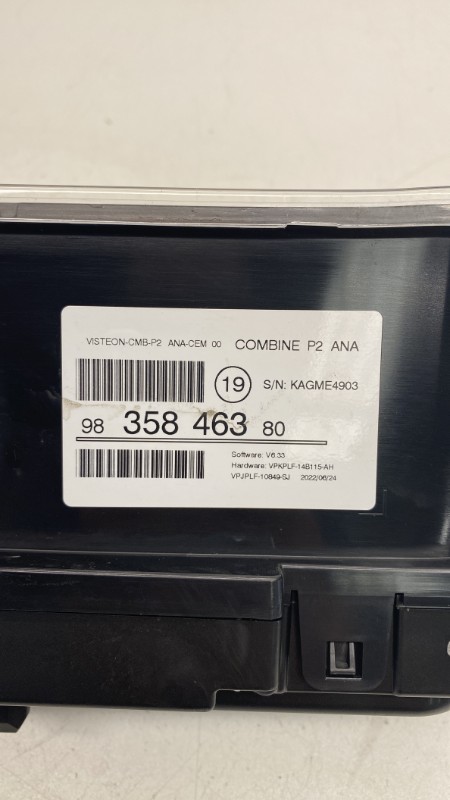 VISTEON-CMB-P2 ANA-CEM 00 COMBINE P2 ANA
19 S/N: KAGME4903
98 358 463 80
Software: V6.33
Hardware: VPKPLF-14B115-AH
VPJPLF-10849-SJ 2022/06/24